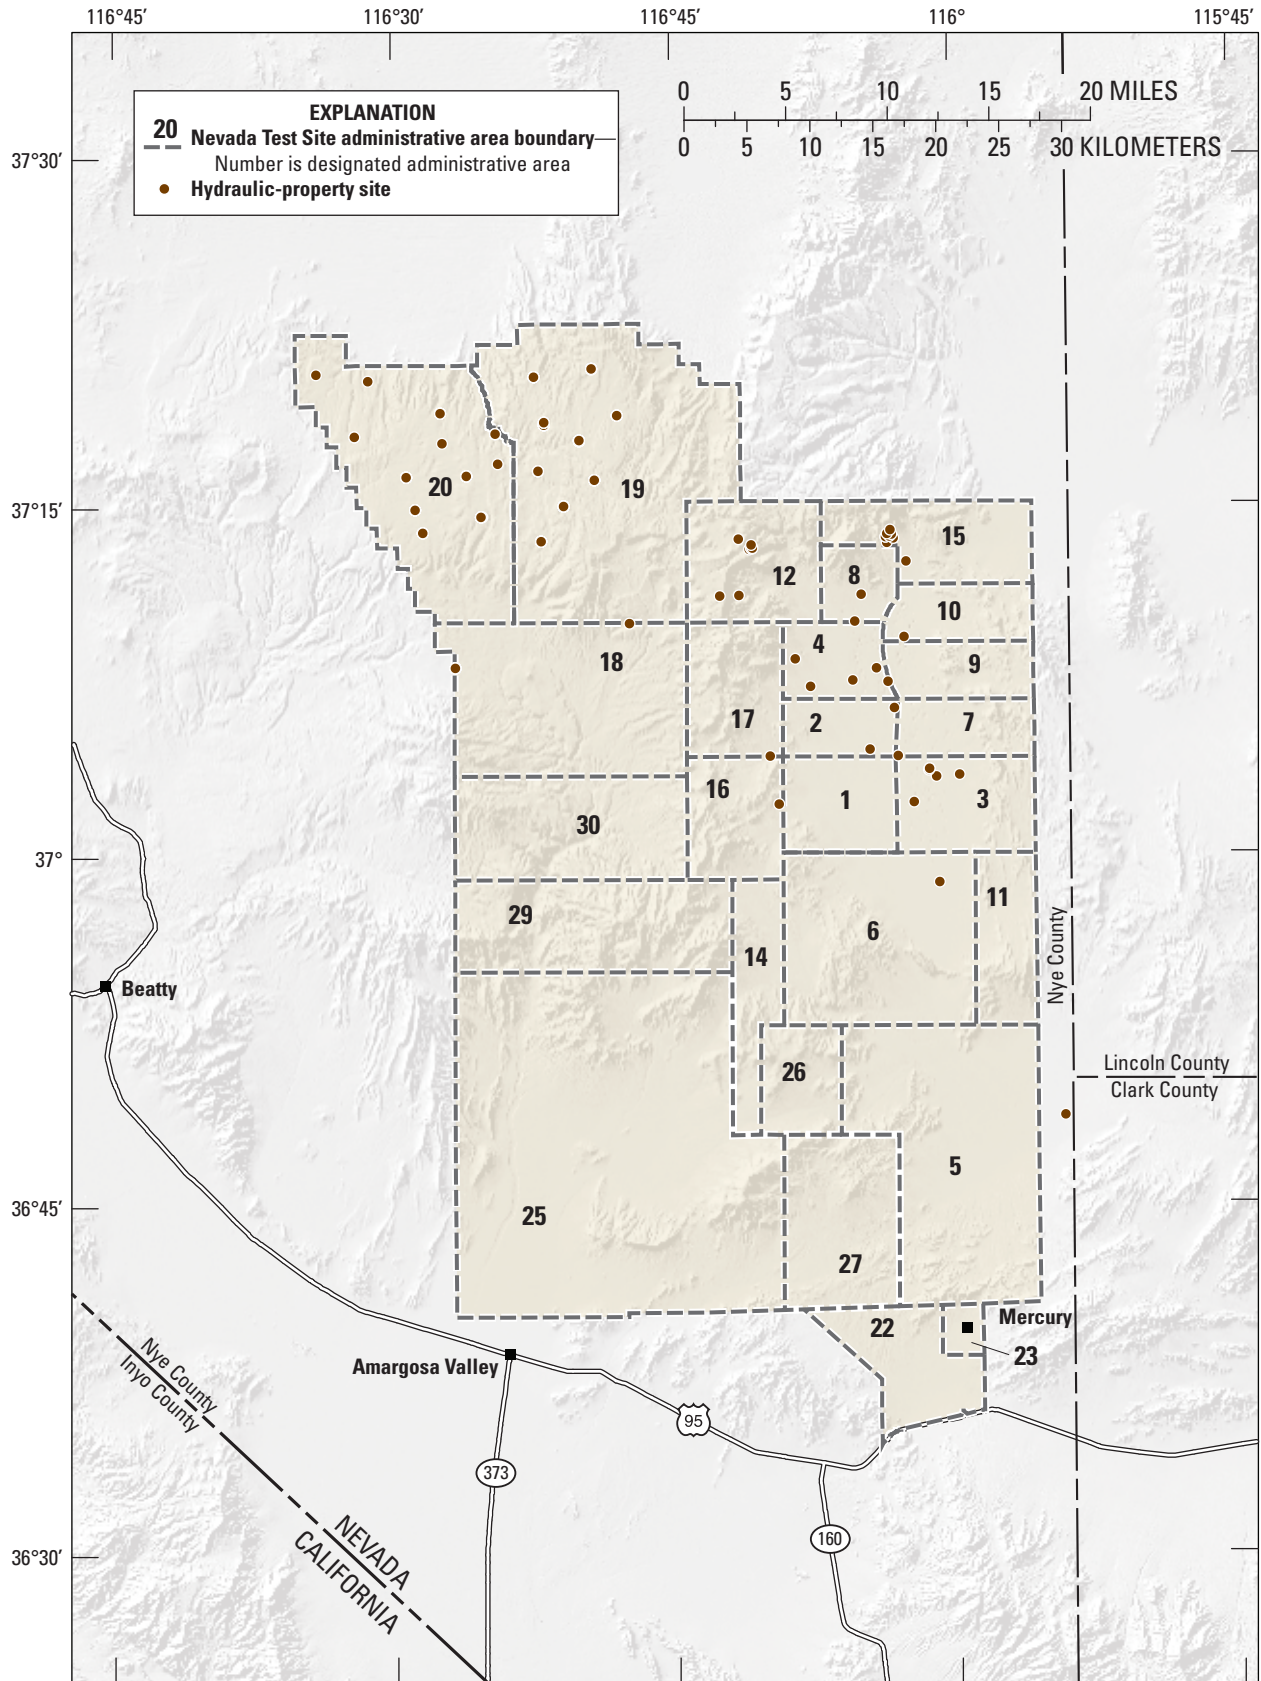 116°45′ 116°30′ 116°45′ 116° 115°45′
0 5 10 15 20 MILES
0 5 10 15 20 25 30 KILOMETERS
EXPLANATION
20 Nevada Test Site administrative area boundary—
Number is designated administrative area
Hydraulic-property site
37°30′
37°15′
37°
36°45′
36°30′
20
19
15
12
8
10
4
9
18
17
2
7
16
1
3
30
11
29
6
14
Nye County
Beatty
Lincoln County
Clark County
26
5
25
27
22
Mercury
23
Amargosa Valley
Nye County
Inyo County
95
373
160
NEVADA
CALIFORNIA